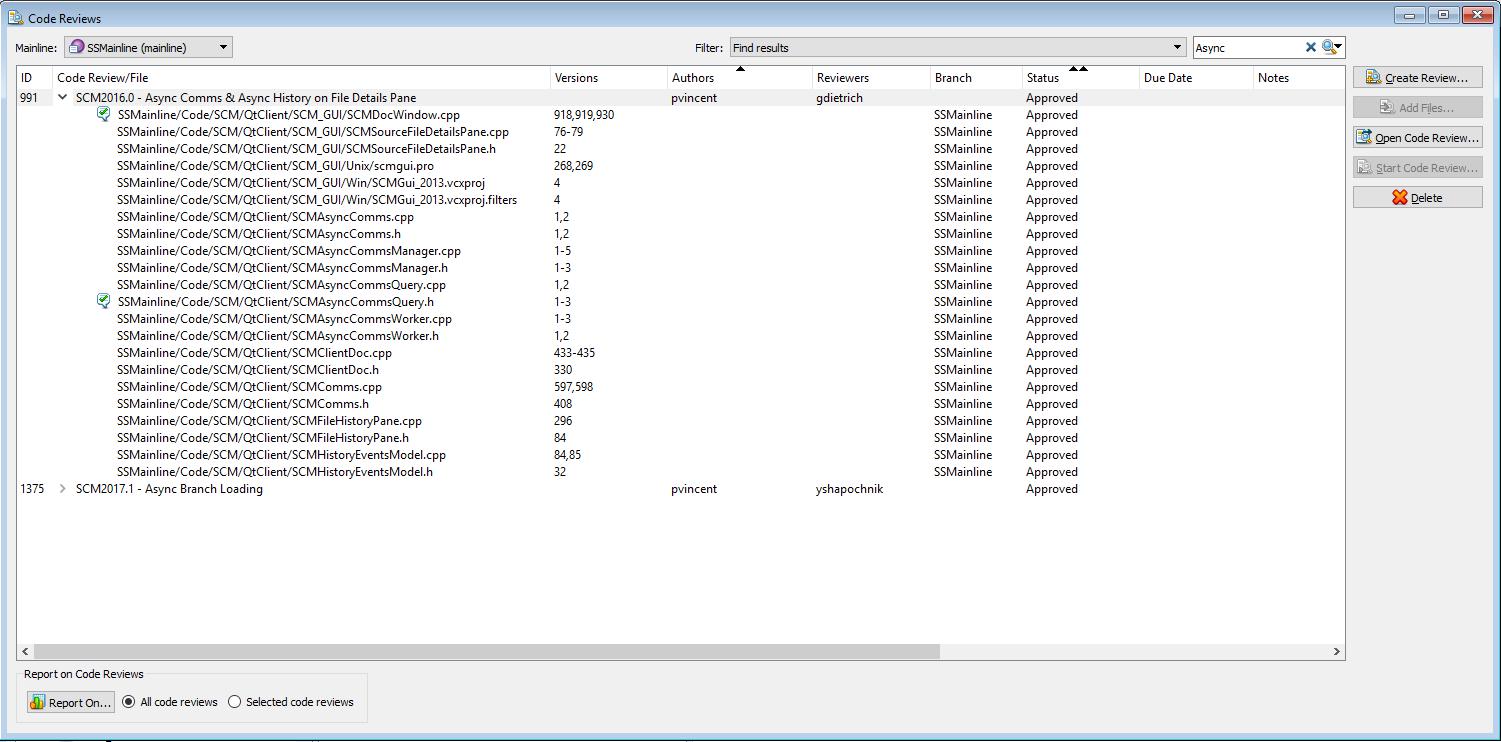 Code Reviews
Mainline: SSMainline (mainline) Filter: Find results Async
ID Code Review/File Versions Authors Reviewers Branch Status Due Date Notes
991 SCM2016.0 - Async Comms & Async History on File Details Pane pvincent gdietrich Approved
SSMainline/Code/SCM/QtClient/SCM_GUI/SCMDocWindow.cpp 918,919,930 SSMainline Approved
SSMainline/Code/SCM/QtClient/SCM_GUI/SCMSourceFileDetailsPane.cpp 76-79 SSMainline Approved
SSMainline/Code/SCM/QtClient/SCM_GUI/SCMSourceFileDetailsPane.h 22 SSMainline Approved
SSMainline/Code/SCM/QtClient/SCM_GUI/Unix/scmgui.pro 268,269 SSMainline Approved
SSMainline/Code/SCM/QtClient/SCM_GUI/Win/SCMGui_2013.vcxproj 4 SSMainline Approved
SSMainline/Code/SCM/QtClient/SCM_GUI/Win/SCMGui_2013.vcxproj.filters 4 SSMainline Approved
SSMainline/Code/SCM/QtClient/SCMAsyncComms.cpp 1,2 SSMainline Approved
SSMainline/Code/SCM/QtClient/SCMAsyncComms.h 1,2 SSMainline Approved
SSMainline/Code/SCM/QtClient/SCMAsyncCommsManager.cpp 1-5 SSMainline Approved
SSMainline/Code/SCM/QtClient/SCMAsyncCommsManager.h 1-3 SSMainline Approved
SSMainline/Code/SCM/QtClient/SCMAsyncCommsQuery.cpp 1,2 SSMainline Approved
SSMainline/Code/SCM/QtClient/SCMAsyncCommsQuery.h 1-3 SSMainline Approved
SSMainline/Code/SCM/QtClient/SCMAsyncCommsWorker.cpp 1-3 SSMainline Approved
SSMainline/Code/SCM/QtClient/SCMAsyncCommsWorker.h 1,2 SSMainline Approved
SSMainline/Code/SCM/QtClient/SCMClientDoc.cpp 433-435 SSMainline Approved
SSMainline/Code/SCM/QtClient/SCMClientDoc.h 330 SSMainline Approved
SSMainline/Code/SCM/QtClient/SCMComms.cpp 597,598 SSMainline Approved
SSMainline/Code/SCM/QtClient/SCMComms.h 408 SSMainline Approved
SSMainline/Code/SCM/QtClient/SCMFileHistoryPane.cpp 296 SSMainline Approved
SSMainline/Code/SCM/QtClient/SCMFileHistoryPane.h 84 SSMainline Approved
SSMainline/Code/SCM/QtClient/SCMHistoryEventsModel.cpp 84,85 SSMainline Approved
SSMainline/Code/SCM/QtClient/SCMHistoryEventsModel.h 32 SSMainline Approved
1375 SCM2017.1 - Async Branch Loading pvincent yshapochnik Approved
Create Review...
Add Files...
Open Code Review...
Start Code Review...
Delete
Report on Code Reviews
Report On... All code reviews Selected code reviews